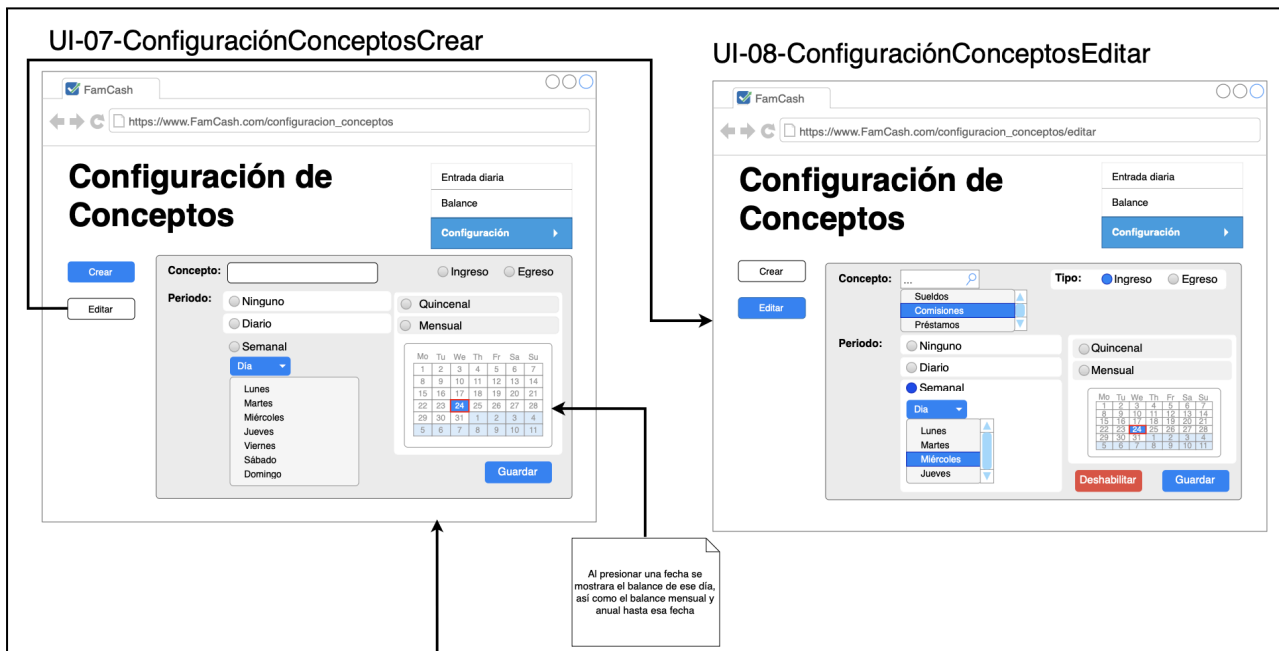 UI-07-ConfiguraciónConceptosCrear
FamCash
https://www.FamCash.com/configuracion_conceptos
Configuración de
Conceptos
Entrada diaria
Balance
Configuración
Crear
Editar
Concepto:
Ingreso
Egreso
Periodo:
Ninguno
Diario
Semanal
Día
Lunes
Martes
Miércoles
Jueves
Viernes
Sábado
Domingo
Quincenal
Mensual
Mo Tu We Th Fr Sa Su
1 2 3 4 5 6 7
8 9 10 11 12 13 14
15 16 17 18 19 20 21
22 23 24 25 26 27 28
29 30 31 1 2 3 4
5 6 7 8 9 10 11
Guardar
Al presionar una fecha se
mostrara el balance de ese día,
así como el balance mensual y
anual hasta esa fecha
UI-08-ConfiguraciónConceptosEditar
FamCash
https://www.FamCash.com/configuracion_conceptos/editar
Configuración de
Conceptos
Entrada diaria
Balance
Configuración
Crear
Editar
Concepto:
...
Sueldos
Comisiones
Préstamos
Tipo:
Ingreso
Egreso
Periodo:
Ninguno
Diario
Semanal
Dia
Lunes
Martes
Miércoles
Jueves
Quincenal
Mensual
Mo Tu We Th Fr Sa Su
1 2 3 4 5 6 7
8 9 10 11 12 13 14
15 16 17 18 19 20 21
22 23 24 25 26 27 28
29 30 31 1 2 3 4
5 6 7 8 9 10 11
Deshabilitar
Guardar